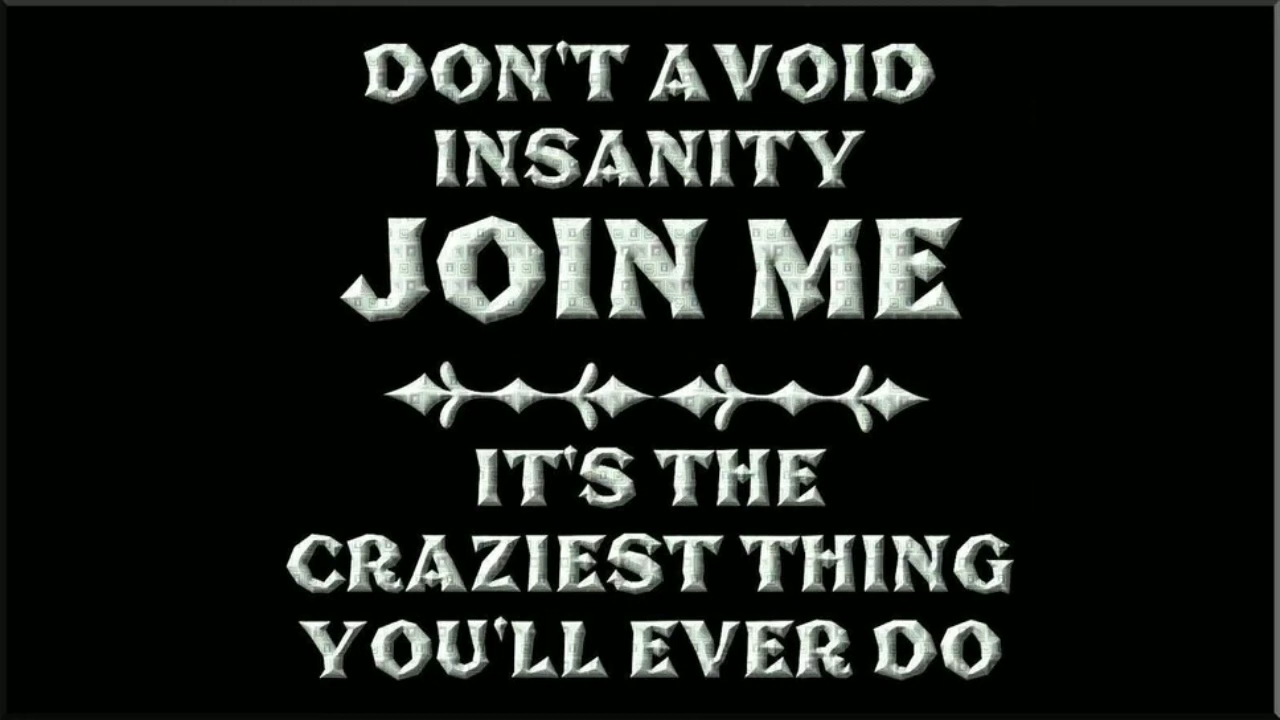 DON'T AVOID
INSANITY
JOIN ME
IT'S THE
CRAZIEST THING
YOU'LL EVER DO